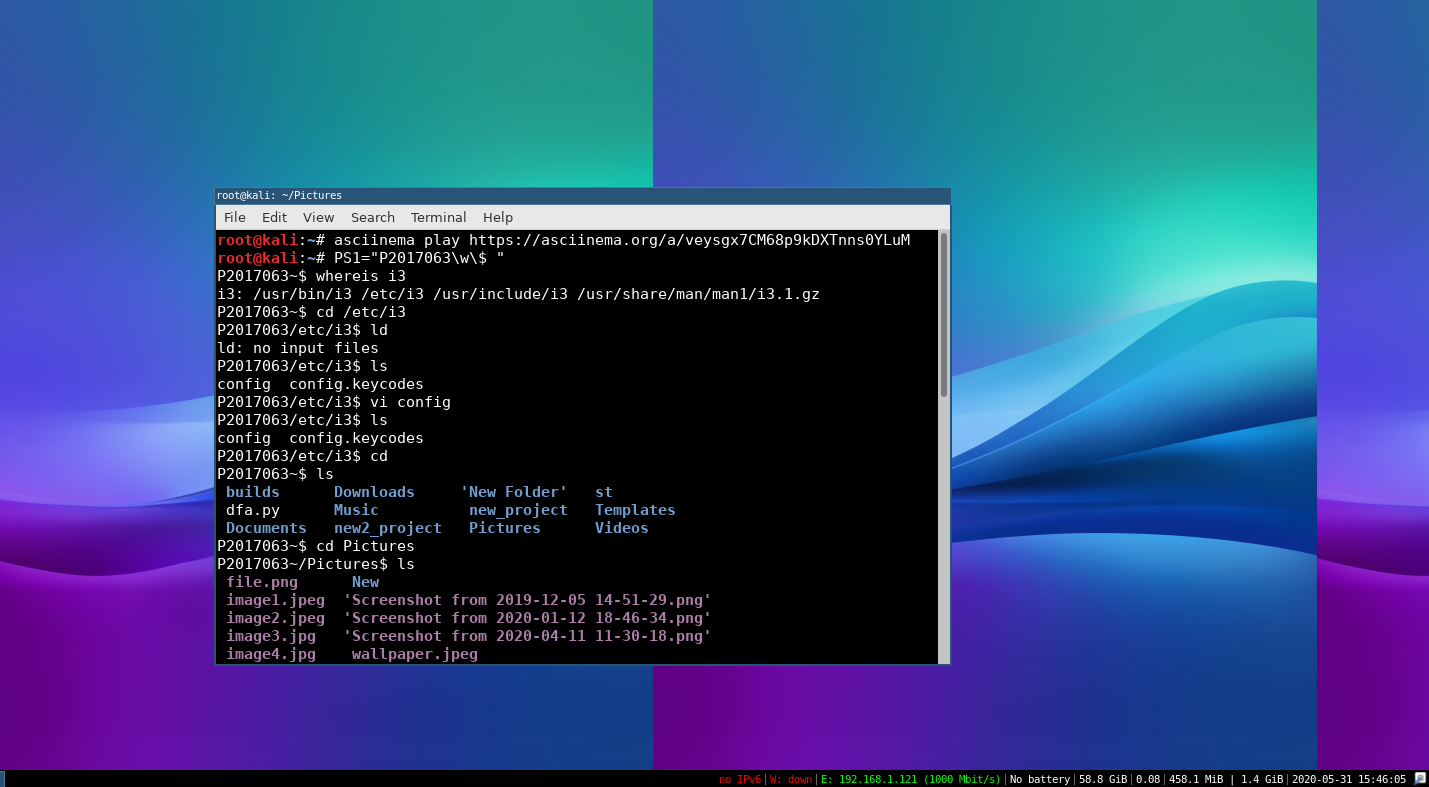 root@kali: ~/Pictures
File Edit View Search Terminal Help
root@kali:~# asciinema play https://asciinema.org/a/veysgx7CM68p9kDXTnns0YLuM
root@kali:~# PS1="P2017063\w\$ "
P2017063~$ whereis i3
i3: /usr/bin/i3 /etc/i3 /usr/include/i3 /usr/share/man/man1/i3.1.gz
P2017063~$ cd /etc/i3
P2017063/etc/i3$ ld
ld: no input files
P2017063/etc/i3$ ls
config  config.keycodes
P2017063/etc/i3$ vi config
P2017063/etc/i3$ ls
config  config.keycodes
P2017063/etc/i3$ cd
P2017063~$ ls
builds      Downloads     'New Folder'   st
dfa.py      Music          new_project   Templates
Documents   new2_project   Pictures      Videos
P2017063~$ cd Pictures
P2017063~/Pictures$ ls
file.png      New
image1.jpeg  'Screenshot from 2019-12-05 14-51-29.png'
image2.jpeg  'Screenshot from 2020-01-12 18-46-34.png'
image3.jpg   'Screenshot from 2020-04-11 11-30-18.png'
image4.jpg    wallpaper.jpeg
no IPv6|W: down|E: 192.168.1.121 (1000 Mbit/s)|No battery|58.8 GiB|0.08|458.1 MiB | 1.4 GiB|2020-05-31 15:46:05